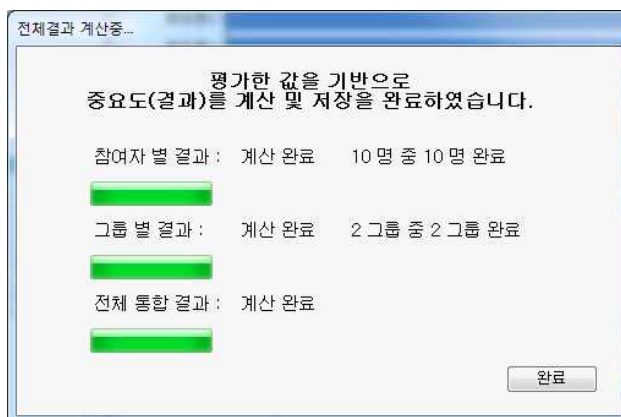 전체결과 계산중...
평가한 값을 기반으로
중요도(결과)를 계산 및 저장을 완료하였습니다.
참여자 별 결과 : 계산 완료 10 명 중 10 명 완료
그룹 별 결과 : 계산 완료 2 그룹 중 2 그룹 완료
전체 통합 결과 : 계산 완료
완료